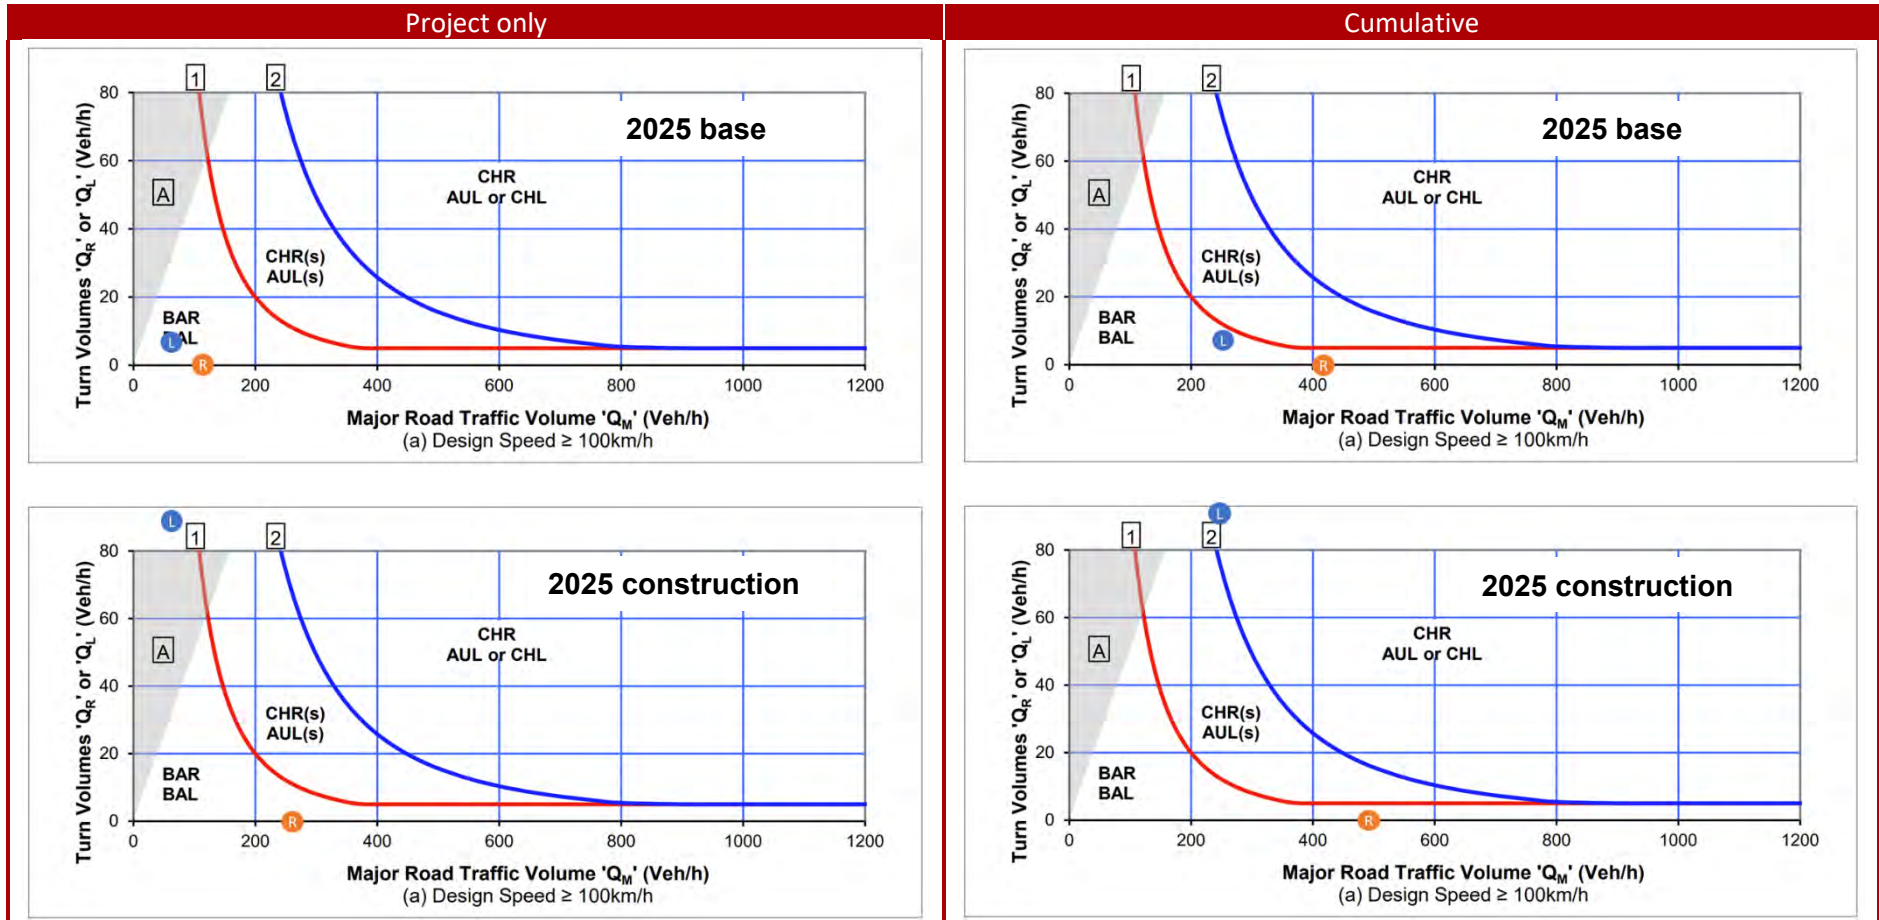 Project only
Cumulative
1
2
80
60
40
20
0
2025 base
CHR
AUL or CHL
A
CHR(s)
AUL(s)
BAR
L AL
R
0 200 400 600 800 1000 1200
Turn Volumes 'QR' or 'QL' (Veh/h)
Major Road Traffic Volume 'QM' (Veh/h)
(a) Design Speed ≥ 100km/h
1
2
80
60
40
20
0
2025 base
CHR
AUL or CHL
A
CHR(s)
AUL(s)
BAR
BAL
L
R
0 200 400 600 800 1000 1200
Turn Volumes 'QR' or 'QL' (Veh/h)
Major Road Traffic Volume 'QM' (Veh/h)
(a) Design Speed ≥ 100km/h
L
1
2
80
60
40
20
0
2025 construction
CHR
AUL or CHL
A
CHR(s)
AUL(s)
BAR
BAL
R
0 200 400 600 800 1000 1200
Turn Volumes 'QR' or 'QL' (Veh/h)
Major Road Traffic Volume 'QM' (Veh/h)
(a) Design Speed ≥ 100km/h
L
1
2
80
60
40
20
0
2025 construction
CHR
AUL or CHL
A
CHR(s)
AUL(s)
BAR
BAL
R
0 200 400 600 800 1000 1200
Turn Volumes 'QR' or 'QL' (Veh/h)
Major Road Traffic Volume 'QM' (Veh/h)
(a) Design Speed ≥ 100km/h